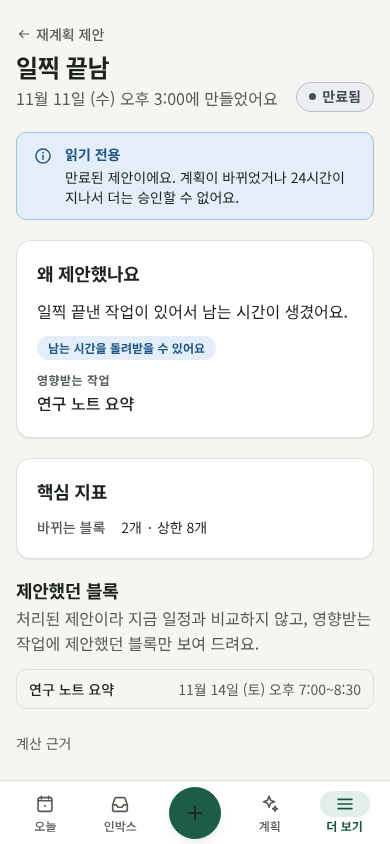 ← 재계획 제안
일찍 끝남
11월 11일 (수) 오후 3:00에 만들었어요
만료됨
읽기 전용
만료된 제안이에요. 계획이 바뀌었거나 24시간이
지나서 더는 승인할 수 없어요.
왜 제안했나요
일찍 끝낸 작업이 있어서 남는 시간이 생겼어요.
남는 시간을 돌려받을 수 있어요
영향받는 작업
연구 노트 요약
핵심 지표
바뀌는 블록 2개 · 상한 8개
제안했던 블록
처리된 제안이라 지금 일정과 비교하지 않고, 영향받는
작업에 제안했던 블록만 보여 드려요.
연구 노트 요약 11월 14일 (토) 오후 7:00~8:30
계산 근거
오늘 인박스 계획 더 보기